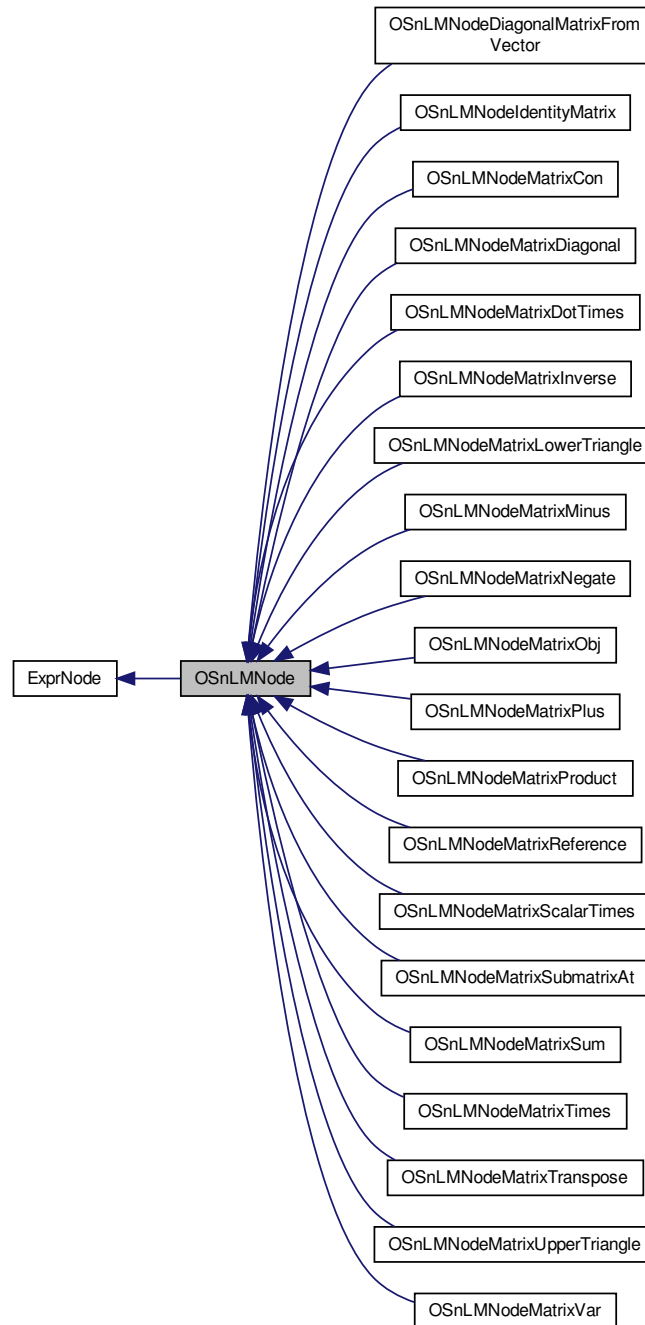 OSnLMNodeDiagonalMatrixFrom
Vector
OSnLMNodeIdentityMatrix
OSnLMNodeMatrixCon
OSnLMNodeMatrixDiagonal
OSnLMNodeMatrixDotTimes
OSnLMNodeMatrixInverse
OSnLMNodeMatrixLowerTriangle
OSnLMNodeMatrixMinus
OSnLMNodeMatrixNegate
OSnLMNodeMatrixObj
ExprNode
OSnLMNode
OSnLMNodeMatrixPlus
OSnLMNodeMatrixProduct
OSnLMNodeMatrixReference
OSnLMNodeMatrixScalarTimes
OSnLMNodeMatrixSubmatrixAt
OSnLMNodeMatrixSum
OSnLMNodeMatrixTimes
OSnLMNodeMatrixTranspose
OSnLMNodeMatrixUpperTriangle
OSnLMNodeMatrixVar